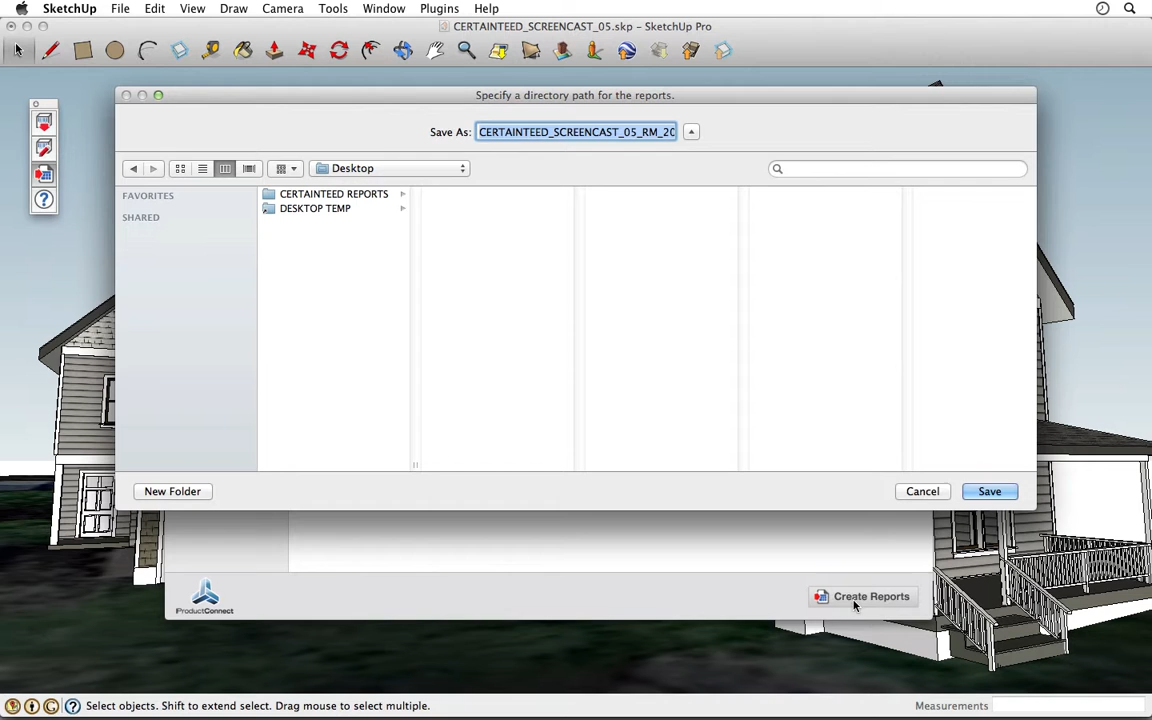 SketchUp File Edit View Draw Camera Tools Window Plugins Help
CERTAINTEED_SCREENCAST_05.skp – SketchUp Pro
Specify a directory path for the reports.
Save As: CERTAINTEED_SCREENCAST_05_RM_20
Desktop
FAVORITES
SHARED
CERTAINTEED REPORTS
DESKTOP TEMP
New Folder Cancel Save
ProductConnect
Create Reports
Select objects. Shift to extend select. Drag mouse to select multiple. Measurements